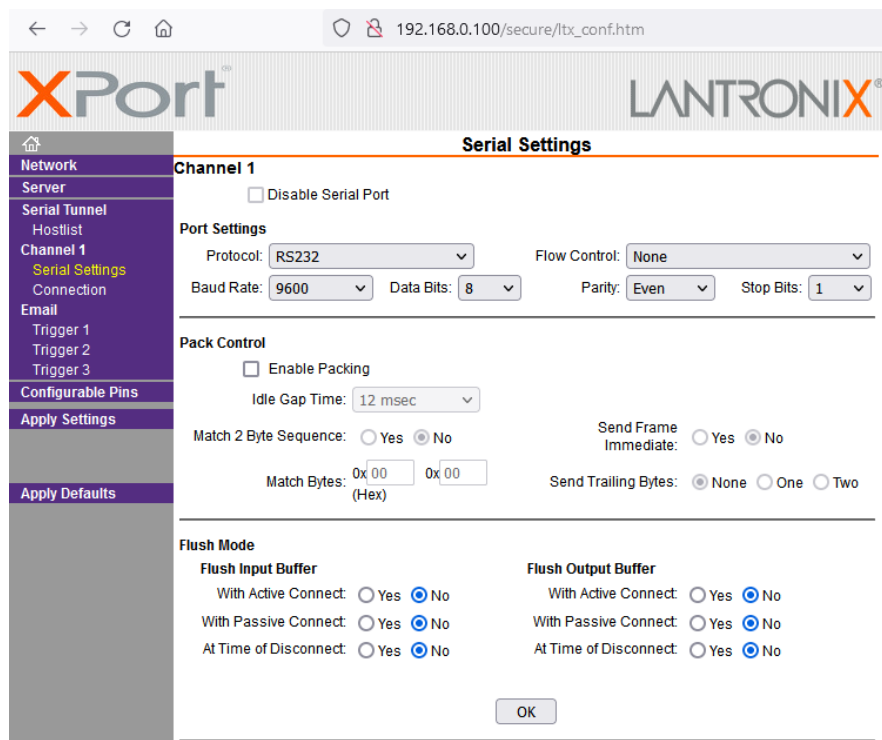 192.168.0.100/secure/ltx_conf.htm
XPort®
LANTRONIX®
Network
Server
Serial Tunnel
Hostlist
Channel 1
Serial Settings
Connection
Email
Trigger 1
Trigger 2
Trigger 3
Configurable Pins
Apply Settings
Apply Defaults
Serial Settings
Channel 1
Disable Serial Port
Port Settings
Protocol: RS232 Flow Control: None
Baud Rate: 9600 Data Bits: 8 Parity: Even Stop Bits: 1
Pack Control
Enable Packing
Idle Gap Time: 12 msec
Match 2 Byte Sequence: Yes No Send Frame Immediate: Yes No
Match Bytes: 0x 00 0x 00 Send Trailing Bytes: None One Two
(Hex)
Flush Mode
Flush Input Buffer Flush Output Buffer
With Active Connect: Yes No With Active Connect: Yes No
With Passive Connect: Yes No With Passive Connect: Yes No
At Time of Disconnect: Yes No At Time of Disconnect: Yes No
OK